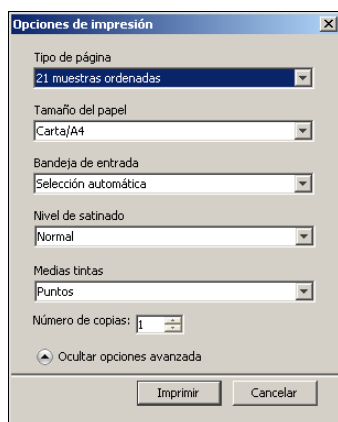 Opciones de impresión
Tipo de página
21 muestras ordenadas
Tamaño del papel
Carta/A4
Bandeja de entrada
Selección automática
Nivel de satinado
Normal
Medias tintas
Puntos
Número de copias: 1
Ocultar opciones avanzada
Imprimir Cancelar